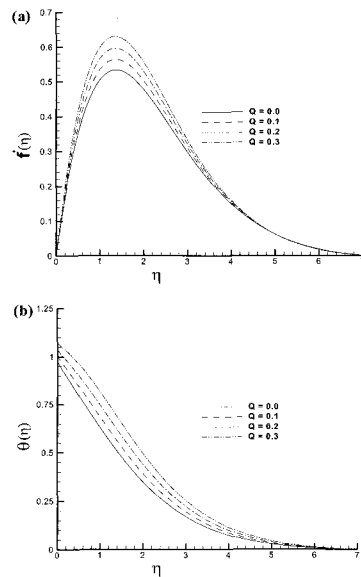 (a)
0.7
0.6
0.5
0.4
0.3
0.2
0.1
0
ḟ(η)
Q = 0.0
Q = 0.1
Q = 0.2
Q = 0.3
0 1 2 3 4 5 6
η
(b)
1.25
1
0.75
0.5
0.25
0
θ(η)
Q = 0.0
Q = 0.1
Q = 0.2
Q = 0.3
0 1 2 3 4 5 6 7
η